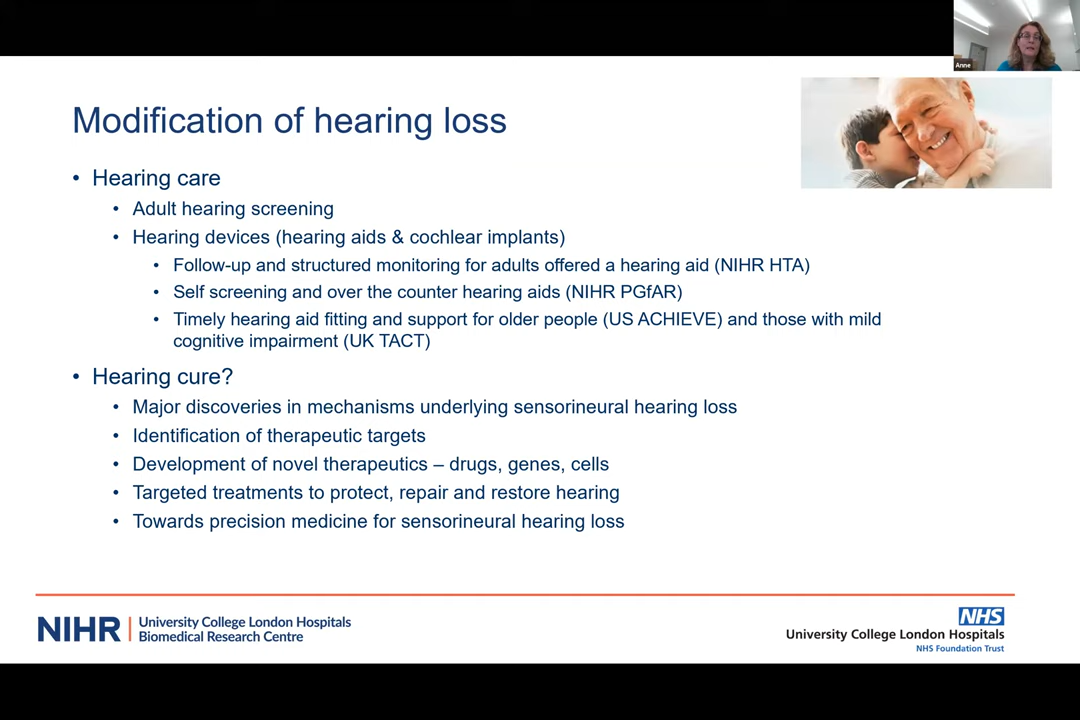 Anne
Modification of hearing loss
• Hearing care
• Adult hearing screening
• Hearing devices (hearing aids & cochlear implants)
• Follow-up and structured monitoring for adults offered a hearing aid (NIHR HTA)
• Self screening and over the counter hearing aids (NIHR PGfAR)
• Timely hearing aid fitting and support for older people (US ACHIEVE) and those with mild
cognitive impairment (UK TACT)
• Hearing cure?
• Major discoveries in mechanisms underlying sensorineural hearing loss
• Identification of therapeutic targets
• Development of novel therapeutics – drugs, genes, cells
• Targeted treatments to protect, repair and restore hearing
• Towards precision medicine for sensorineural hearing loss
NIHR | University College London Hospitals
Biomedical Research Centre
NHS
University College London Hospitals
NHS Foundation Trust